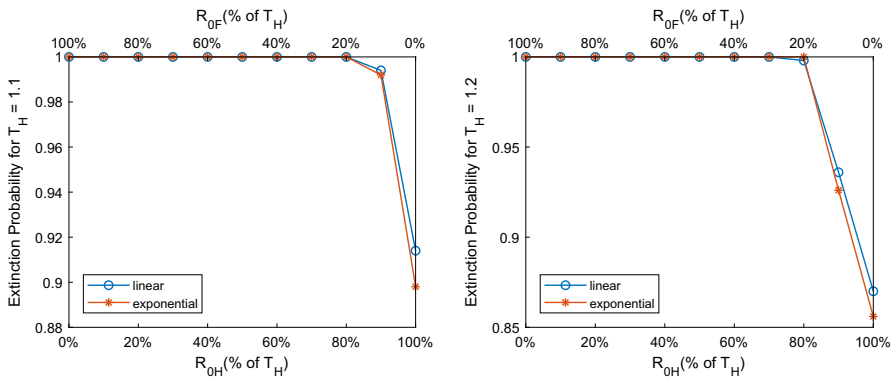 R0F(% of TH)
100% 80% 60% 40% 20% 0%
1
0.98
0.96
0.94
0.92
0.9
0.88
Extinction Probability for TH = 1.1
linear
exponential
0% 20% 40% 60% 80% 100%
R0H(% of TH)
R0F(% of TH)
100% 80% 60% 40% 20% 0%
1
0.95
0.9
0.85
Extinction Probability for TH = 1.2
linear
exponential
0% 20% 40% 60% 80% 100%
R0H(% of TH)